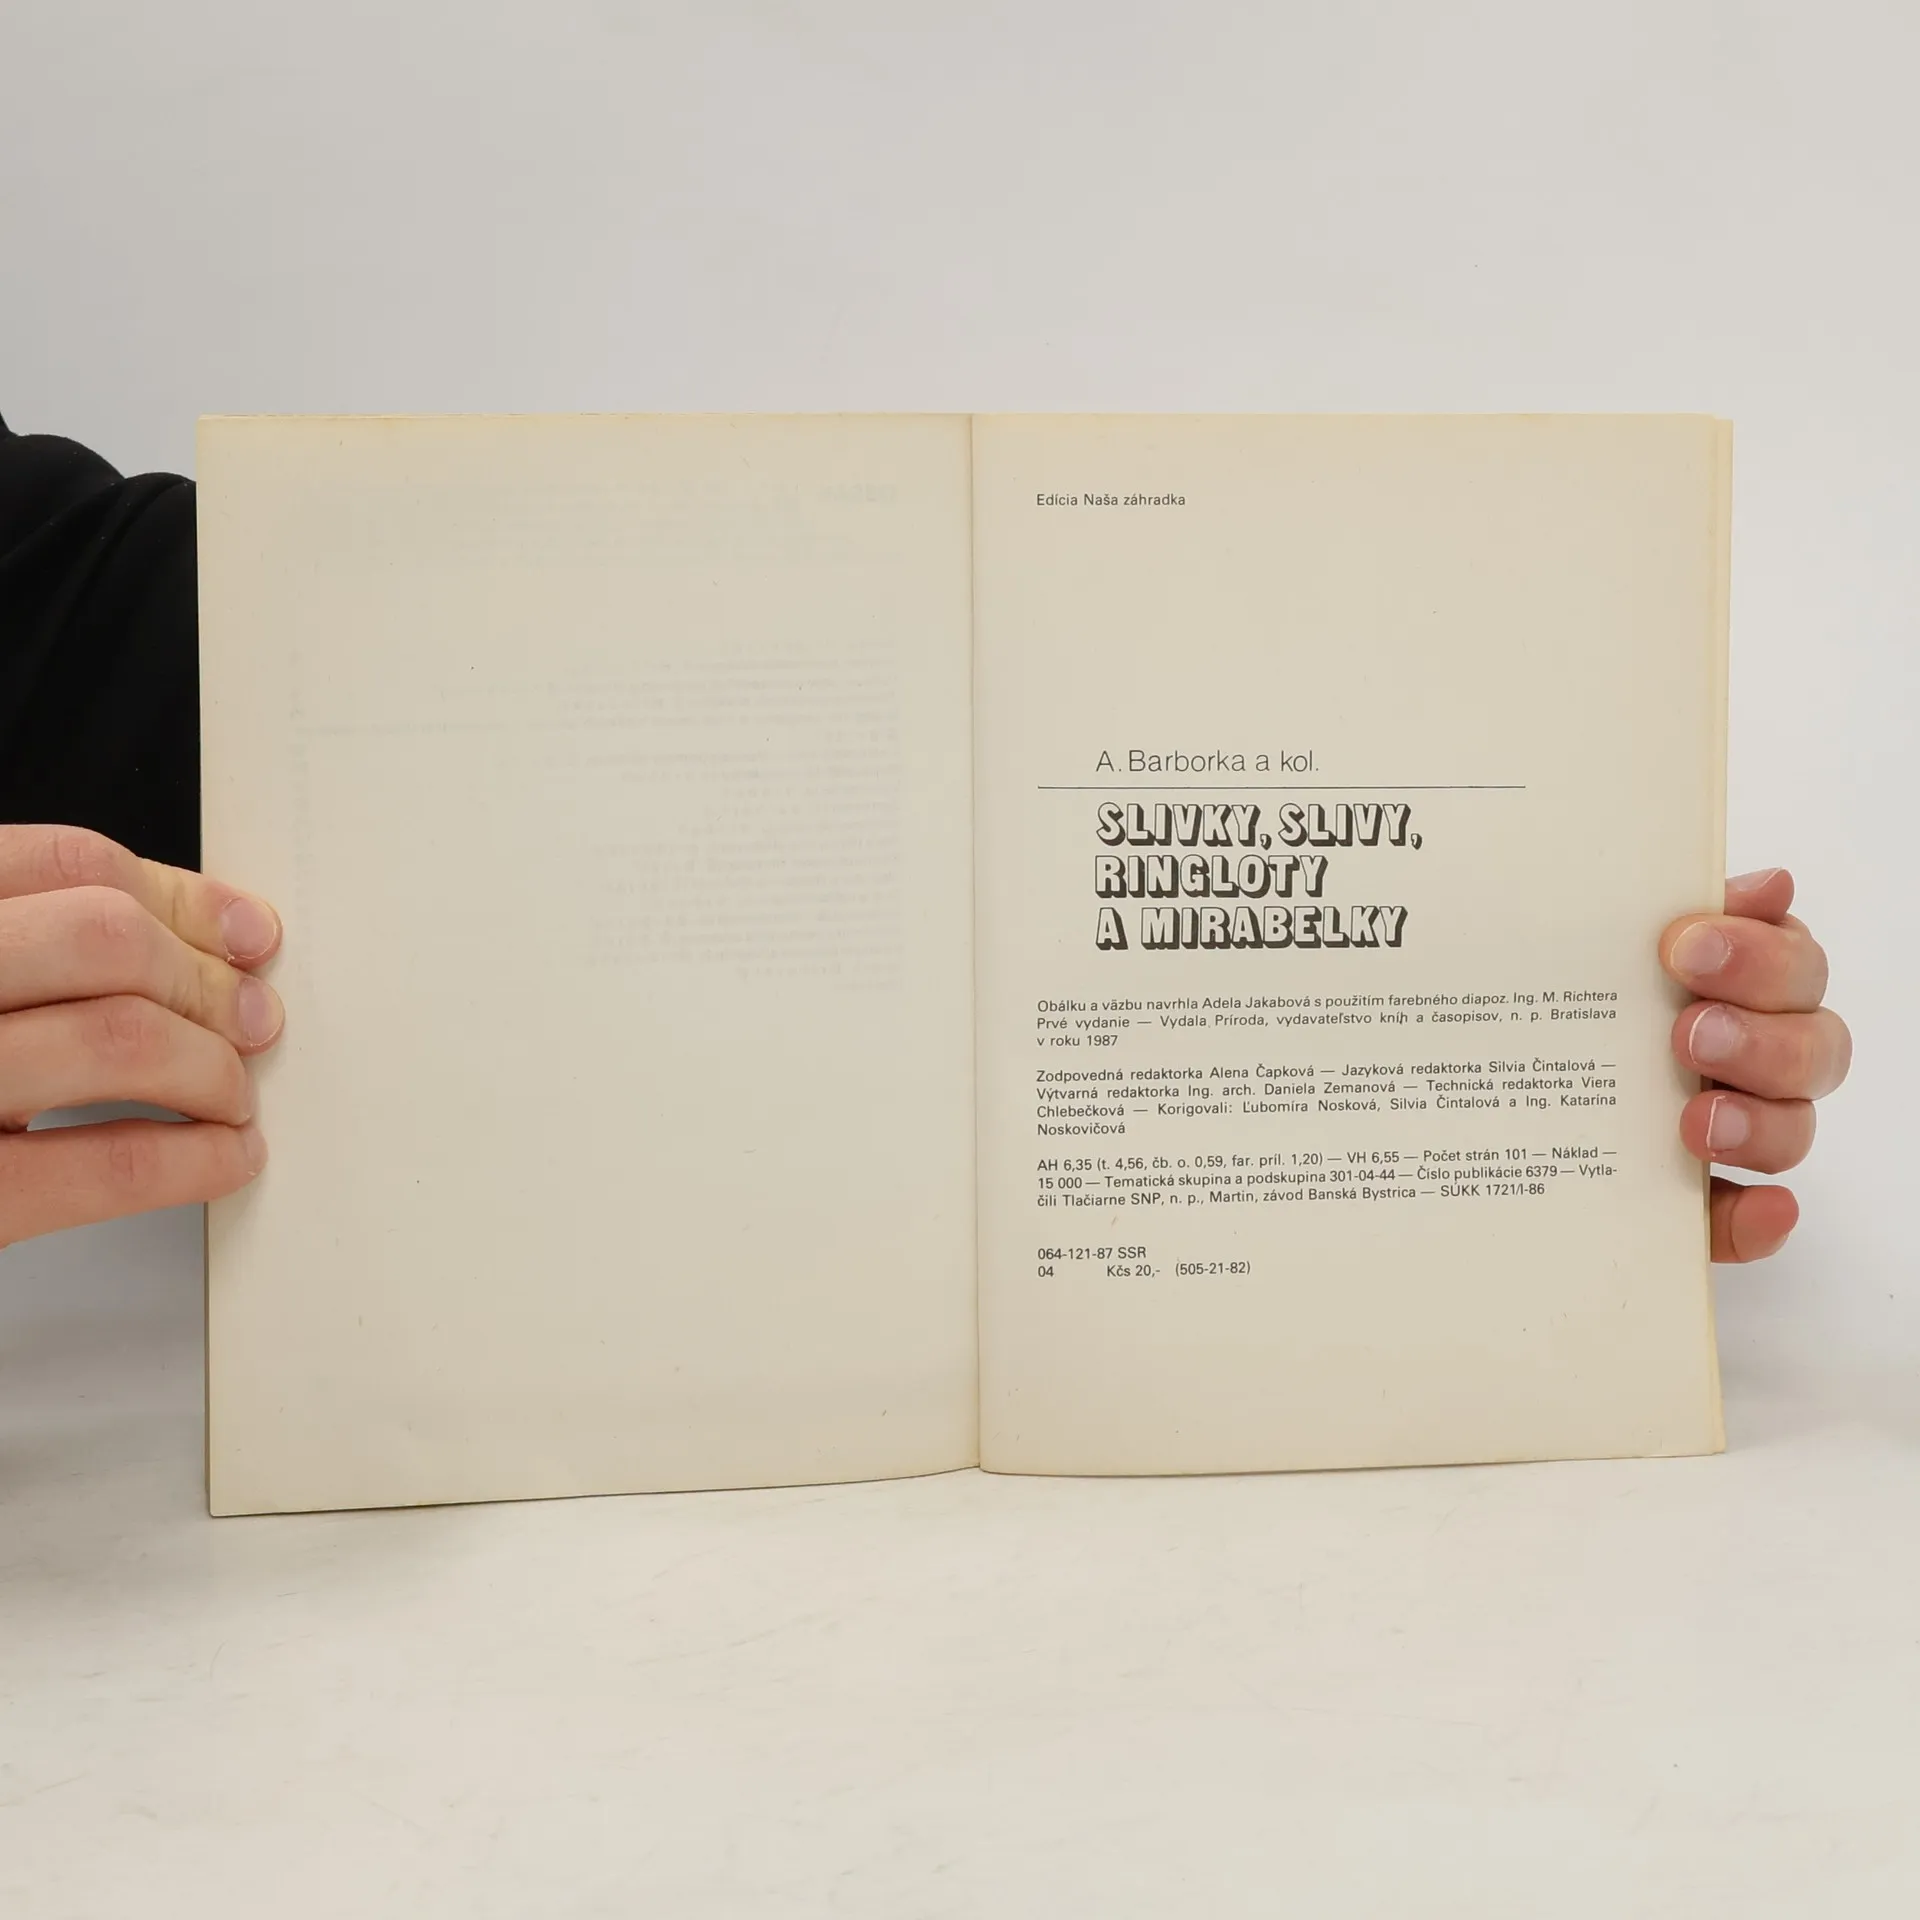 Edícia Naša záhradka
A. Barborka a kol.
SLIVKY, SLIVY,
RINGLOTY
A MIRABELKY
Obálku a väzbu navrhla Adela Jakabová s použitím farebného diapoz. Ing. M. Richtera
Prvé vydanie — Vydala Príroda, vydavateľstvo kníh a časopisov, n. p. Bratislava
v roku 1987
Zodpovedná redaktorka Alena Čapková — Jazyková redaktorka Silvia Čintalová —
Výtvarná redaktorka Ing. arch. Daniela Zemanová — Technická redaktorka Viera
Chlebečková — Korigovali: Ľubomíra Nosková, Silvia Čintalová a Ing. Katarína
Noskovičová
AH 6,35 (t. 4,56, čb. o. 0,59, far. príl. 1,20) — VH 6,55 — Počet strán 101 — Náklad —
15 000 — Tematická skupina a podskupina 301-04-44 — Číslo publikácie 6379 — Vytla-
čili Tlačiarne SNP, n. p., Martin, závod Banská Bystrica — SÚKK 1721/I-86
064-121-87 SSR
04 Kčs 20,- (505-21-82)